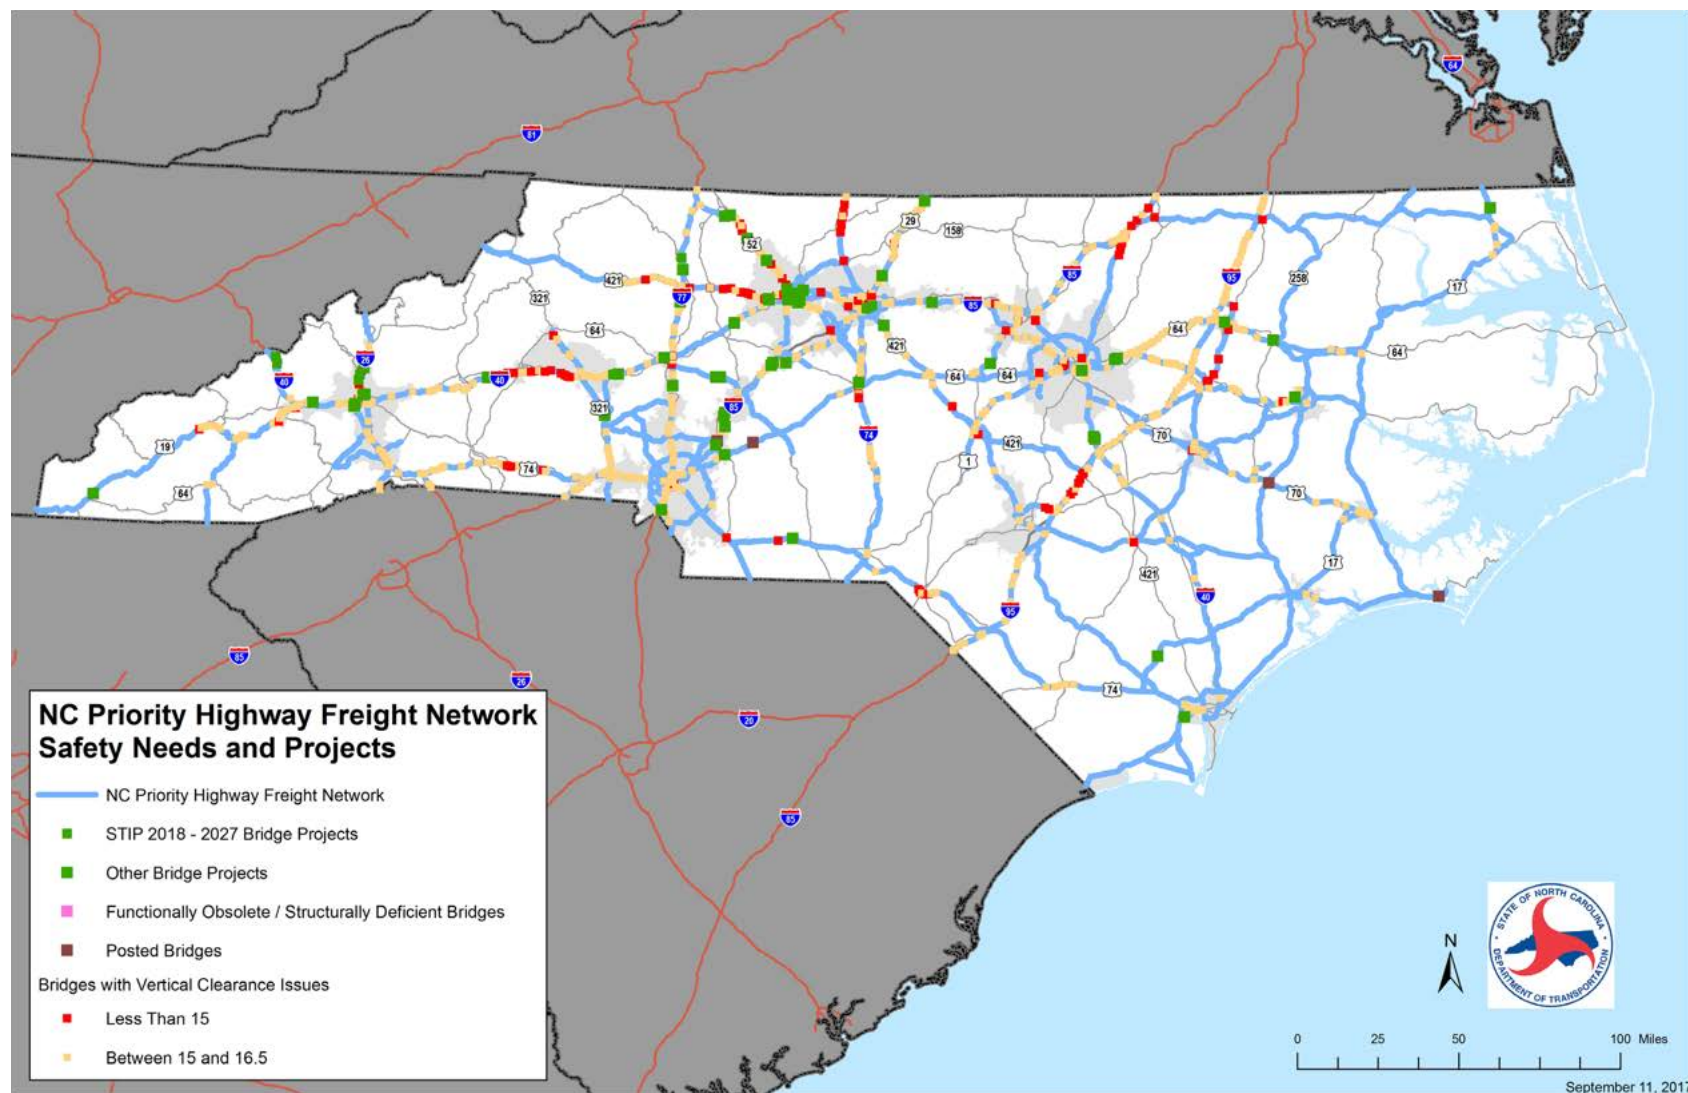 64
81
52
29
158
421
321
77
85
85
95
258
17
64
64
64
26
40
40
421
64
64
321
85
74
421
70
1
19
64
74
70
17
421
40
95
85
26
20
74
85
NC Priority Highway Freight Network
Safety Needs and Projects
NC Priority Highway Freight Network
STIP 2018 - 2027 Bridge Projects
Other Bridge Projects
Functionally Obsolete / Structurally Deficient Bridges
Posted Bridges
Bridges with Vertical Clearance Issues
Less Than 15
Between 15 and 16.5
STATE OF NORTH CAROLINA
DEPARTMENT OF TRANSPORTATION
N
0 25 50 100 Miles
September 11, 2017